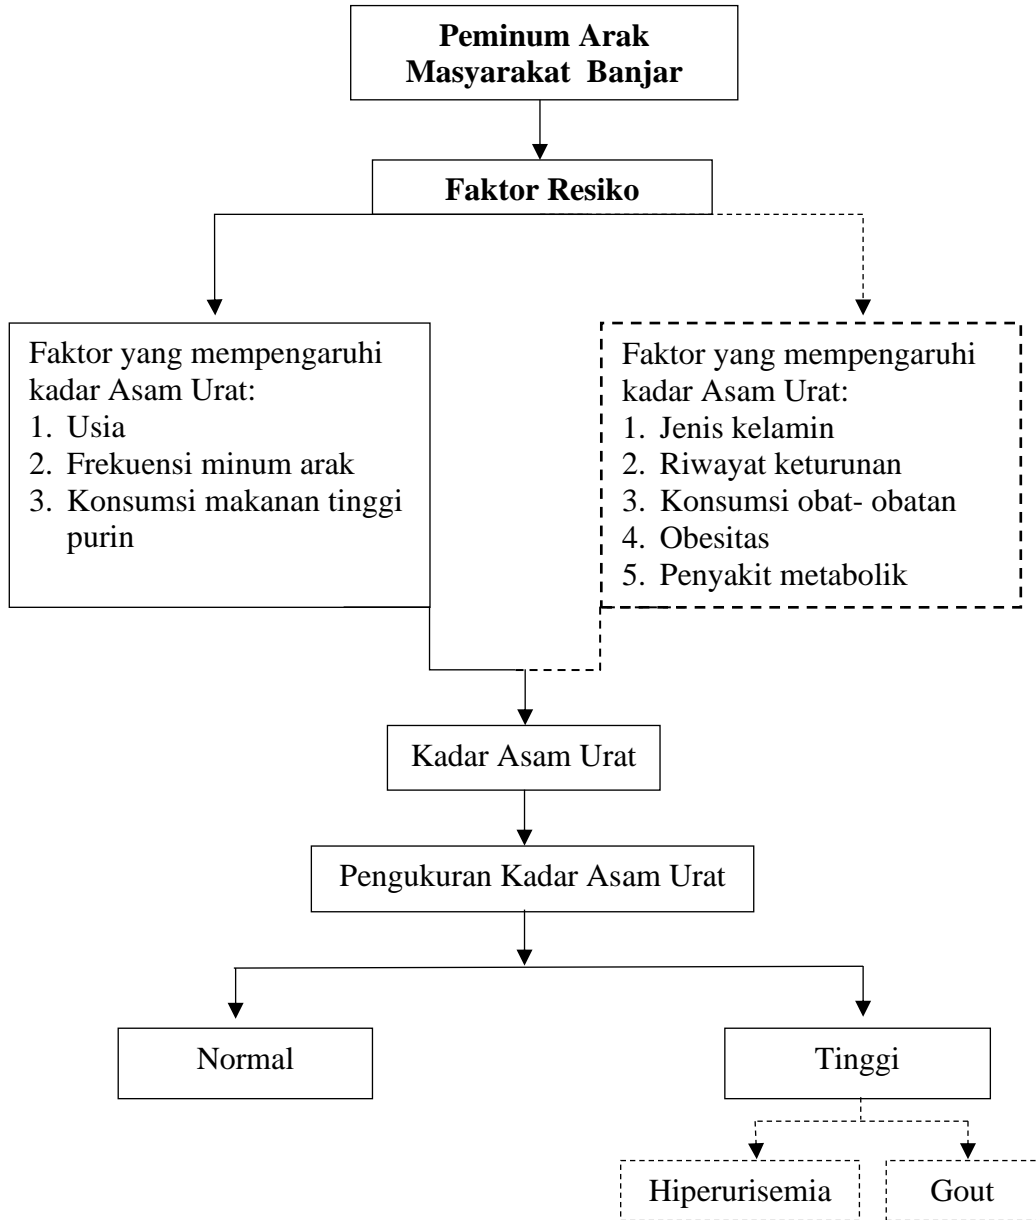 Peminum Arak
Masyarakat Banjar
Faktor Resiko
Faktor yang mempengaruhi
kadar Asam Urat:
1. Usia
2. Frekuensi minum arak
3. Konsumsi makanan tinggi
purin
Faktor yang mempengaruhi
kadar Asam Urat:
1. Jenis kelamin
2. Riwayat keturunan
3. Konsumsi obat- obatan
4. Obesitas
5. Penyakit metabolik
Kadar Asam Urat
Pengukuran Kadar Asam Urat
Normal
Tinggi
Hiperurisemia
Gout